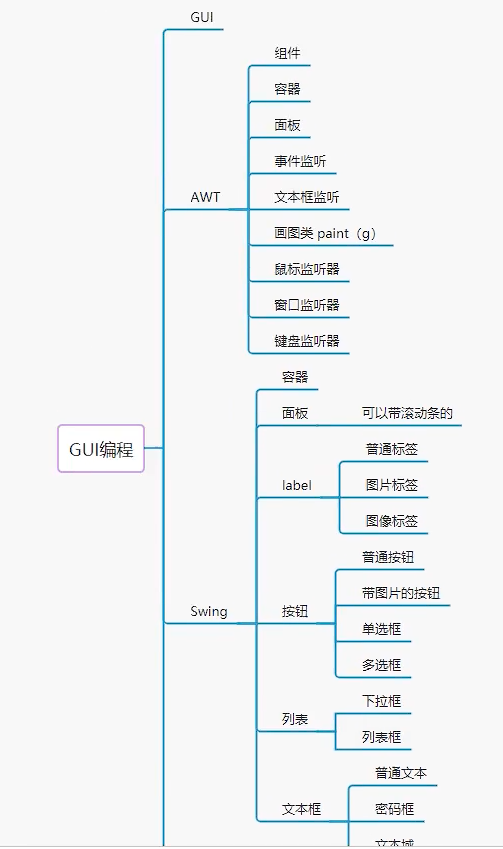 GUI
组件
容器
面板
事件监听
AWT
文本框监听
画图类 paint（g）
鼠标监听器
窗口监听器
键盘监听器
容器
面板
可以带滚动条的
GUI编程
普通标签
label
图片标签
图像标签
普通按钮
带图片的按钮
Swing
按钮
单选框
多选框
下拉框
列表
列表框
普通文本
文本框
密码框
文本域